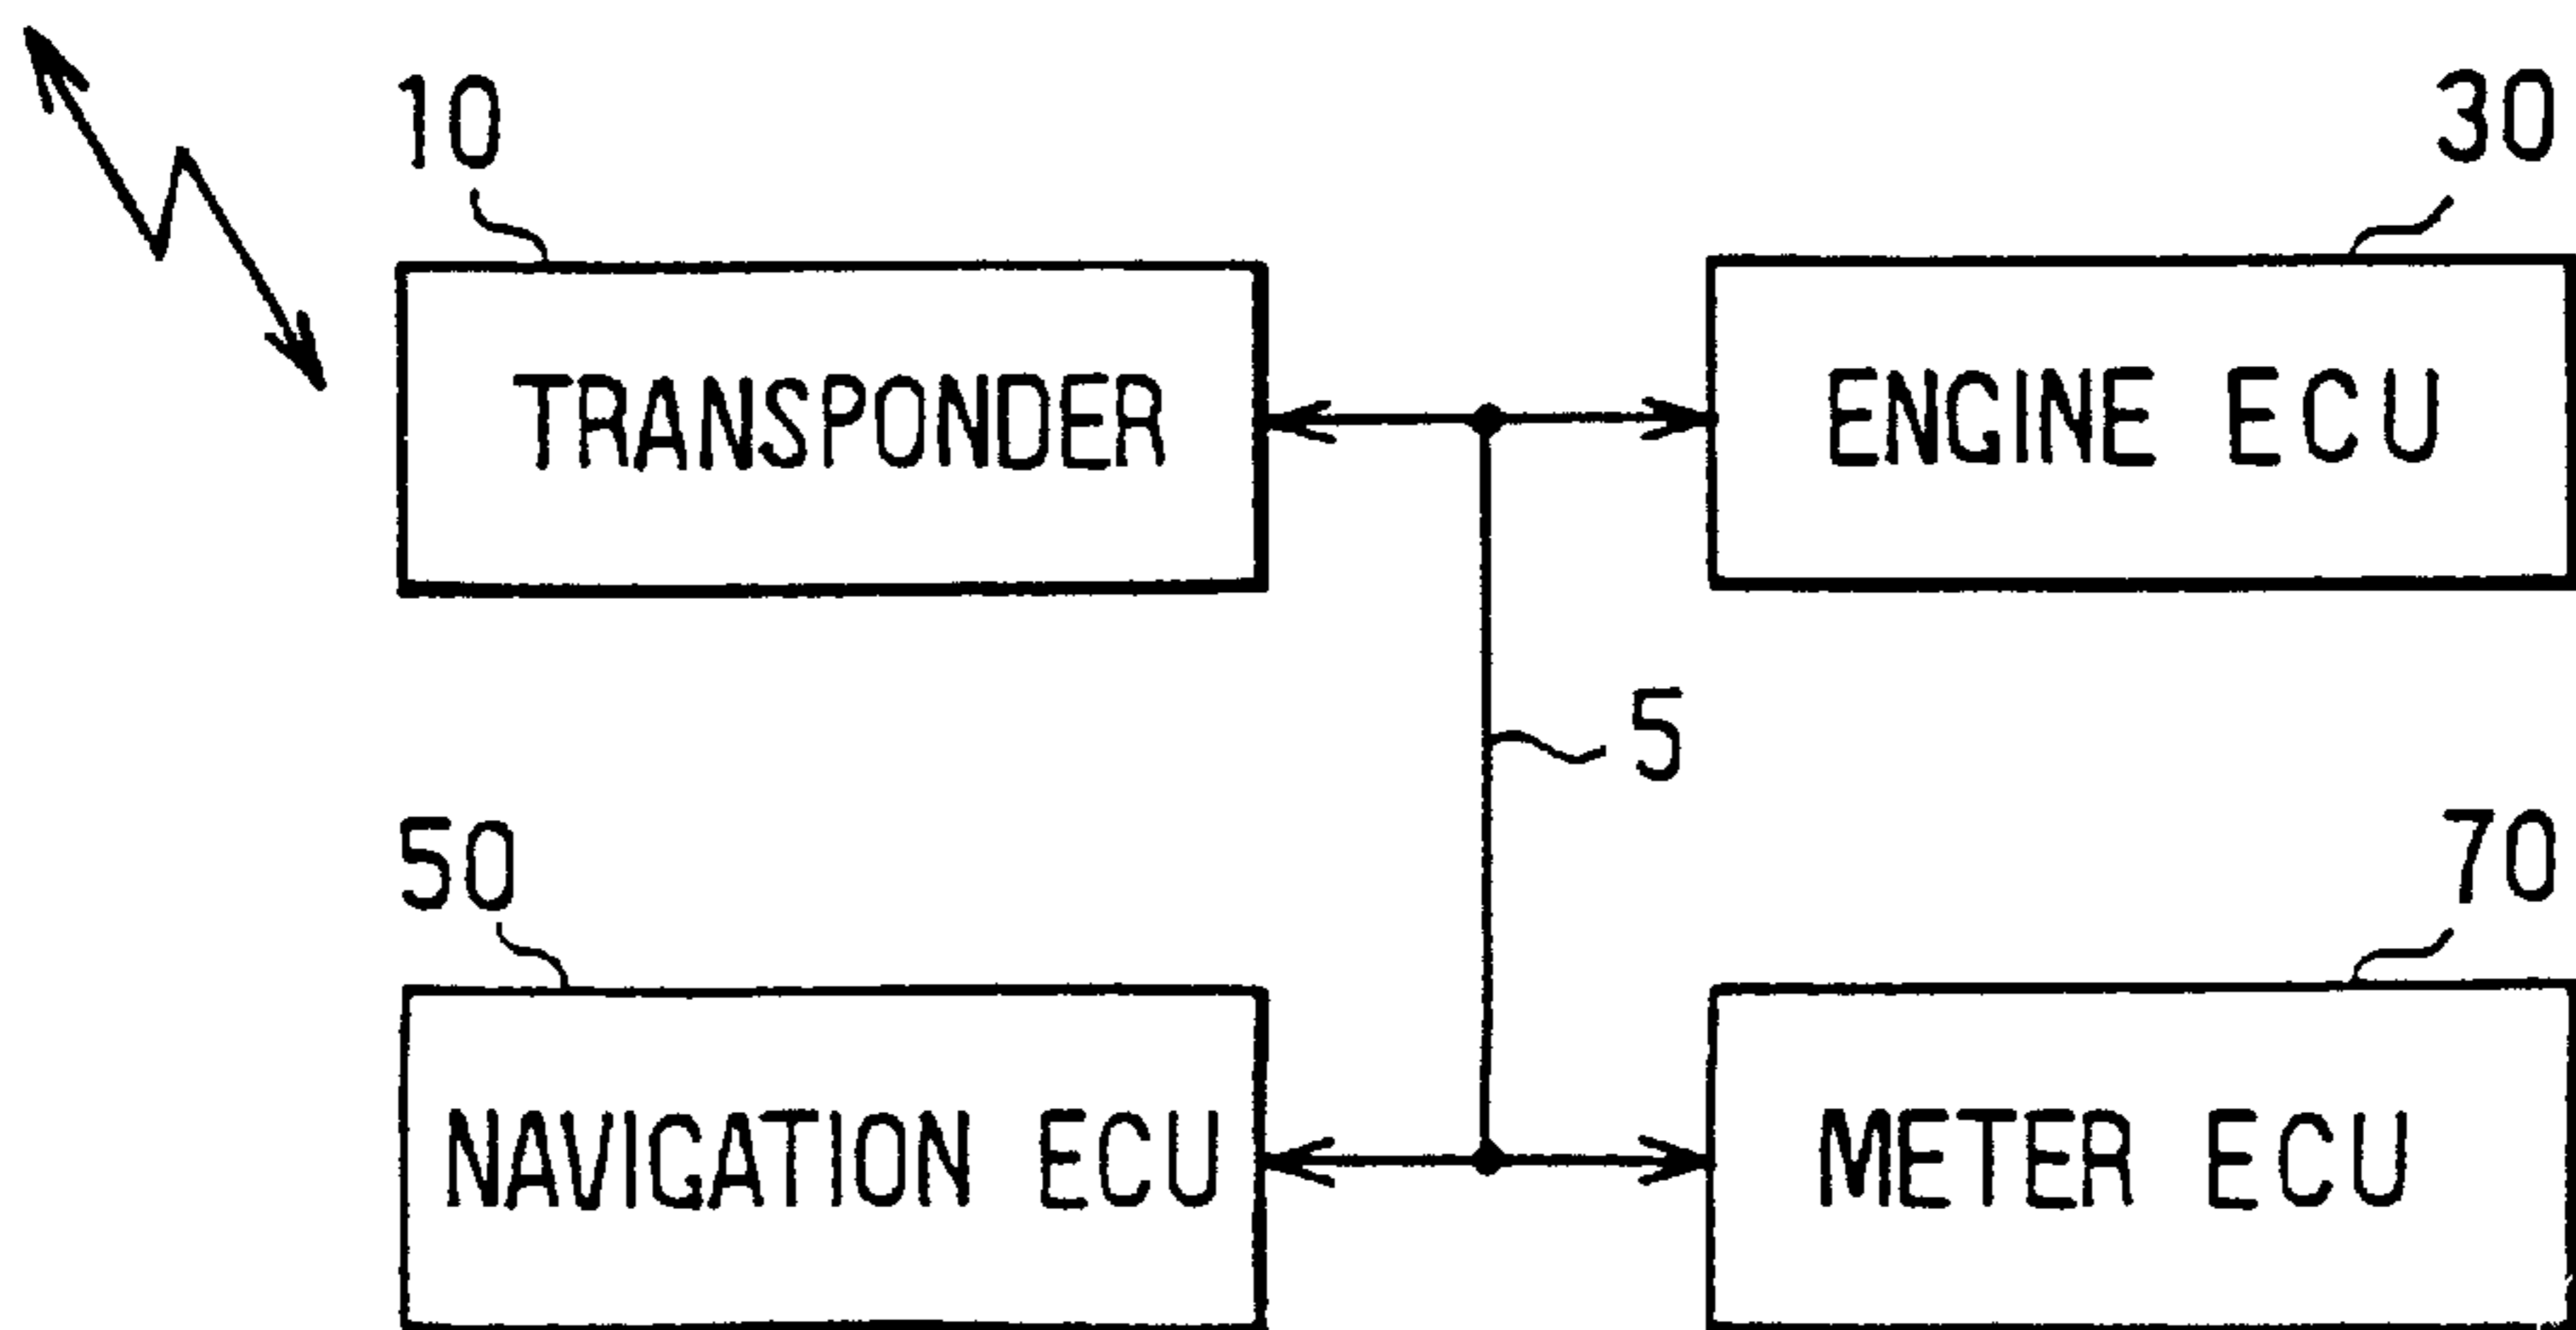 10
30
TRANSPONDER
ENGINE ECU
5
50
70
NAVIGATION ECU
METER ECU